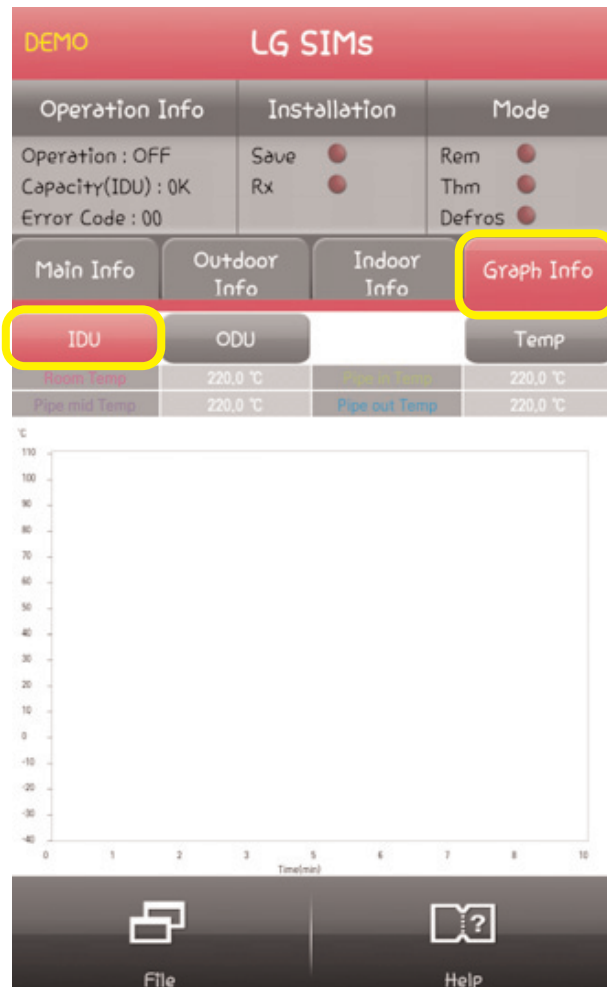 DEMO LG SIMs
Operation Info Installation Mode
Operation : OFF Save Rem
Capacity(IDU) : 0K Rx Thm
Error Code : 00 Defros
Main Info Outdoor Info Indoor Info Graph Info
IDU ODU Temp
Room Temp 220,0 ℃ Pipe in Temp 220,0 ℃
Pipe mid Temp 220,0 ℃ Pipe out Temp 220,0 ℃
℃
110
100
90
80
70
60
50
40
30
20
10
0
-10
-20
-30
-40
0 1 2 3 5 6 7 8 10
Time(min)
File Help